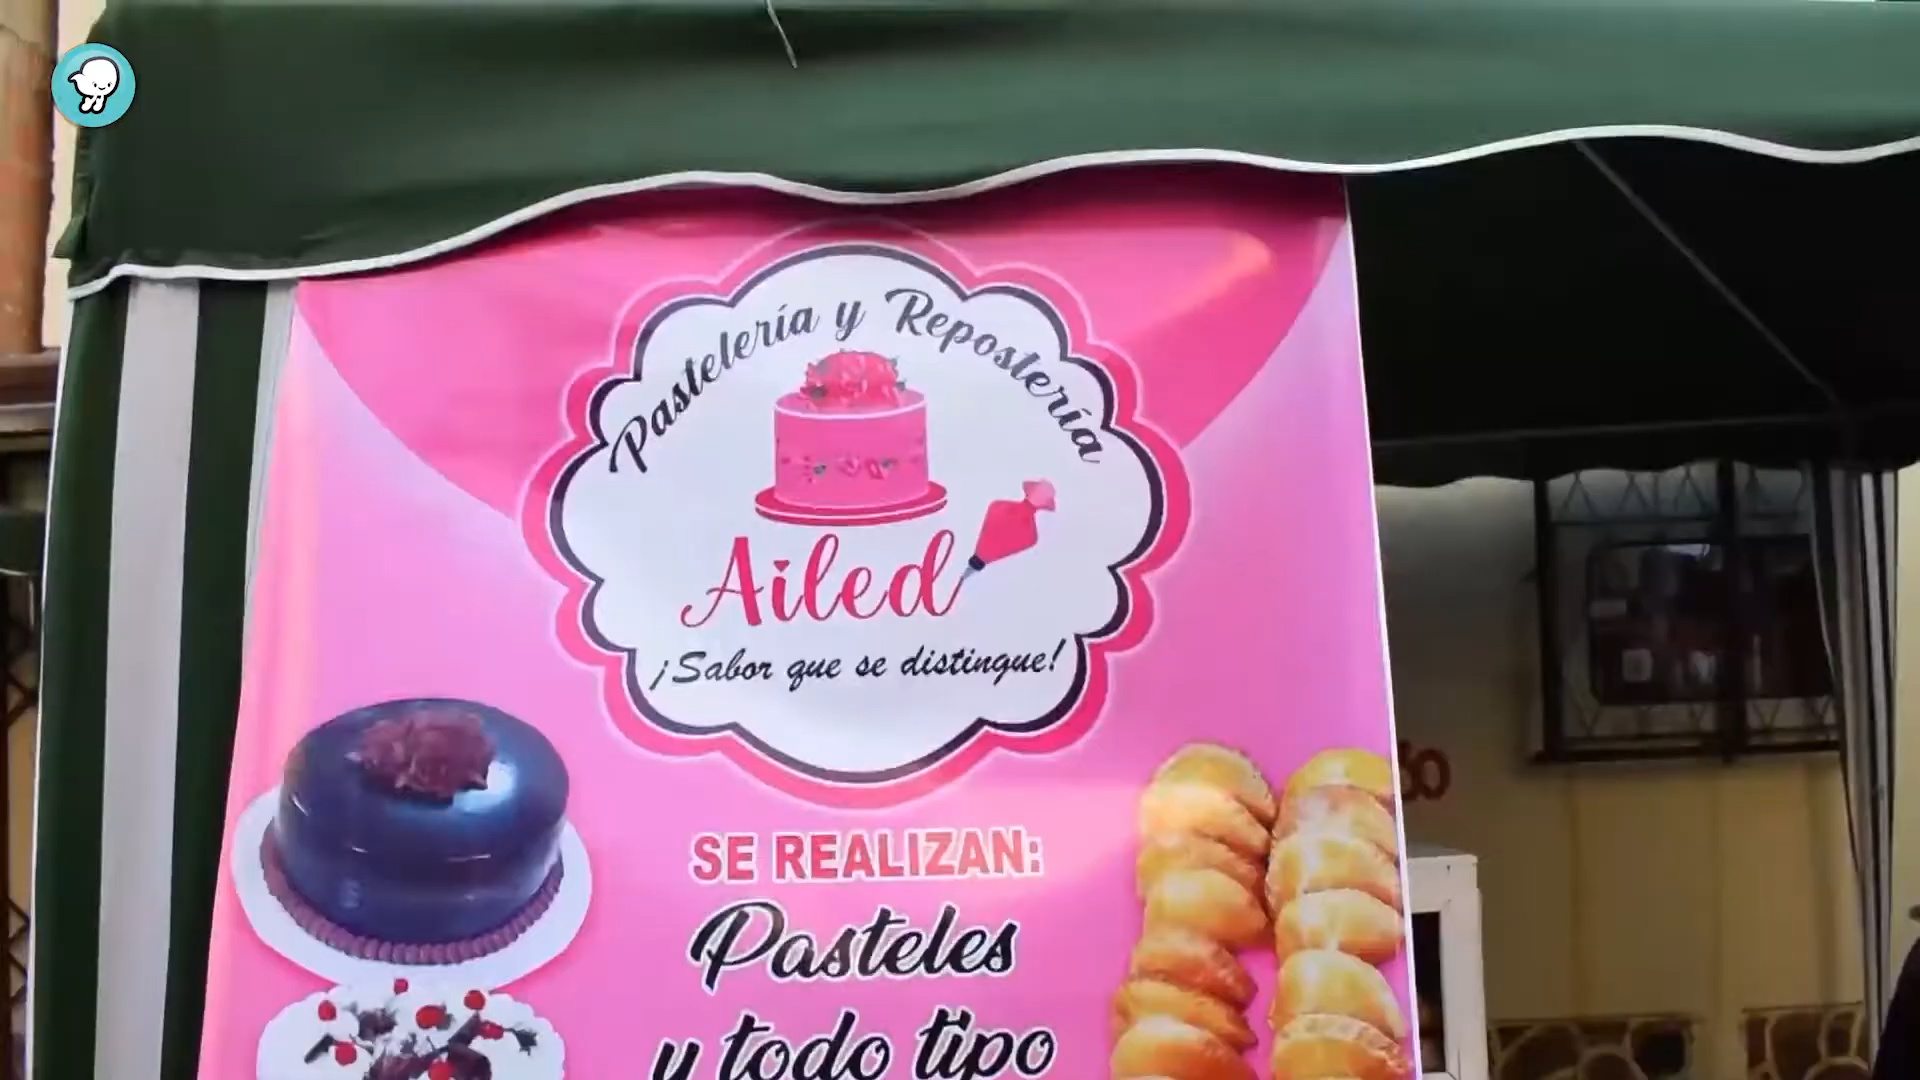 Pastelería y Repostería
Ailed
¡Sabor que se distingue!
SE REALIZAN:
Pasteles
y todo tipo